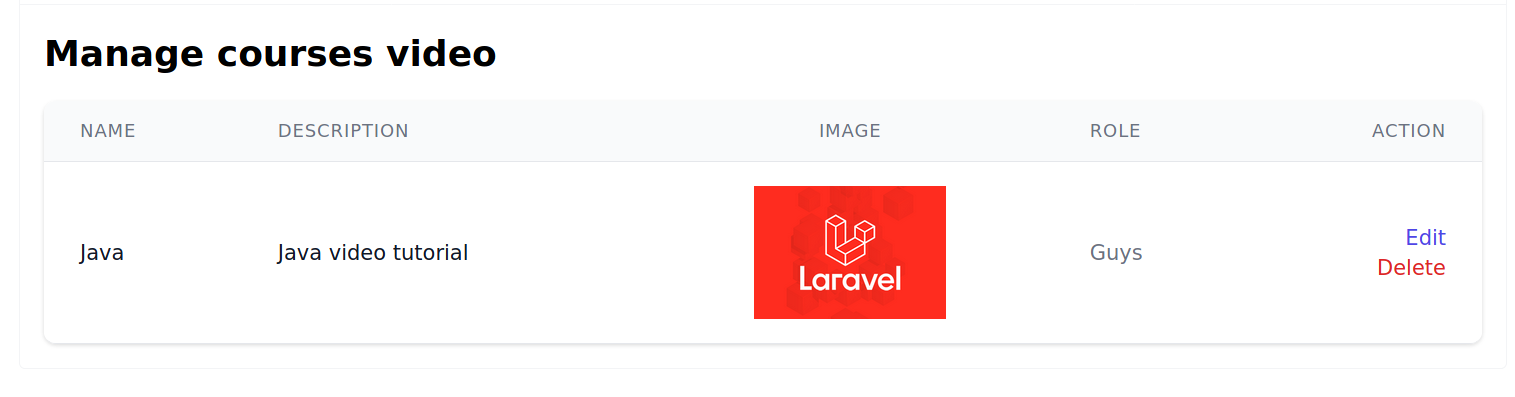 Manage courses video
NAME DESCRIPTION IMAGE ROLE ACTION
Java Java video tutorial Laravel Guys Edit
Delete